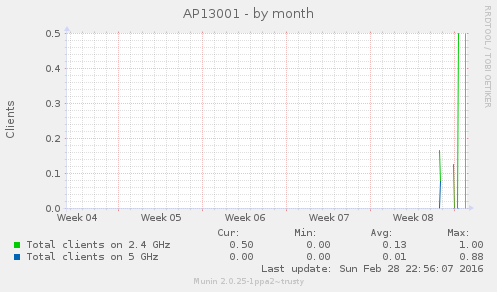 AP13001 - by month
RRDTOOL / TOBI OETIKER
Clients
0.5
0.4
0.3
0.2
0.1
0.0
Week 04 Week 05 Week 06 Week 07 Week 08
Cur: Min: Avg: Max:
Total clients on 2.4 GHz 0.50 0.00 0.13 1.00
Total clients on 5 GHz 0.00 0.00 0.01 0.88
Last update: Sun Feb 28 22:56:07 2016
Munin 2.0.25-1ppa2~trusty